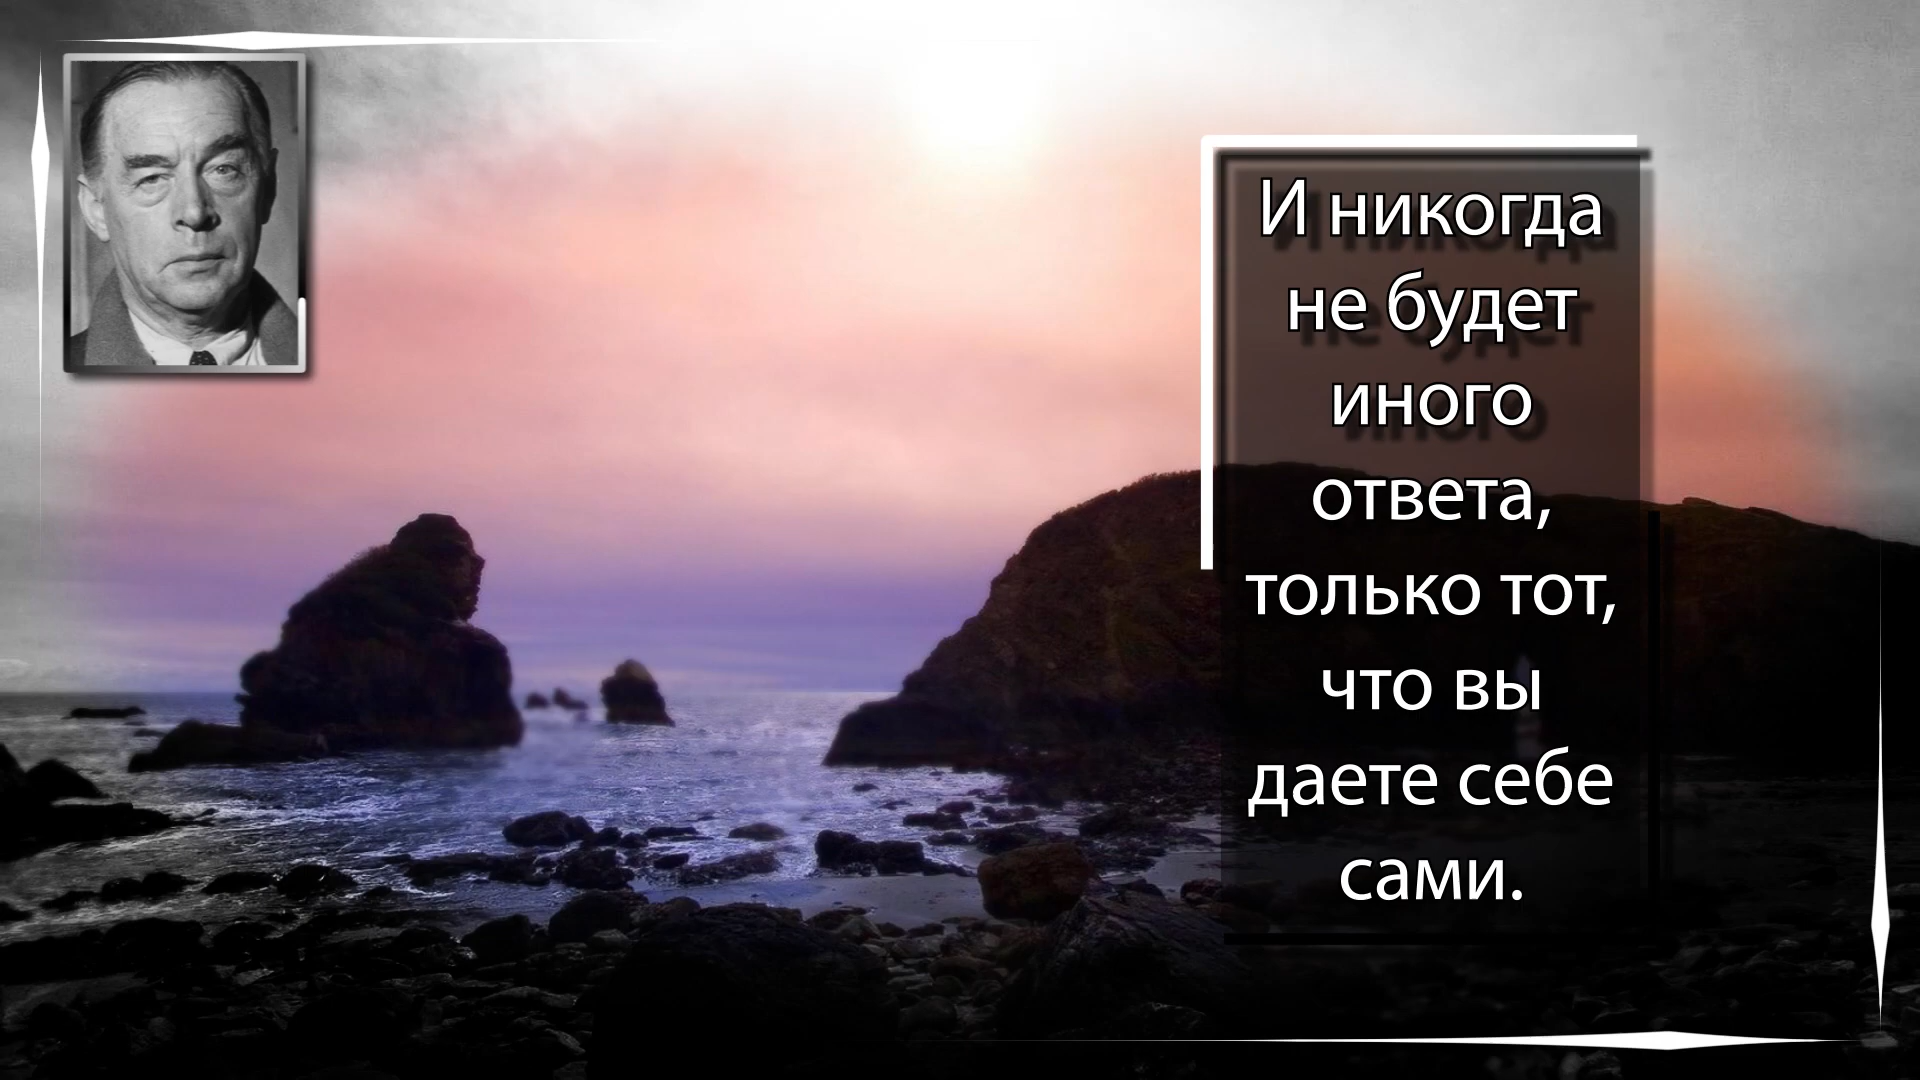 И никогда
не будет
иного
ответа,
только тот,
что вы
даете себе
сами.